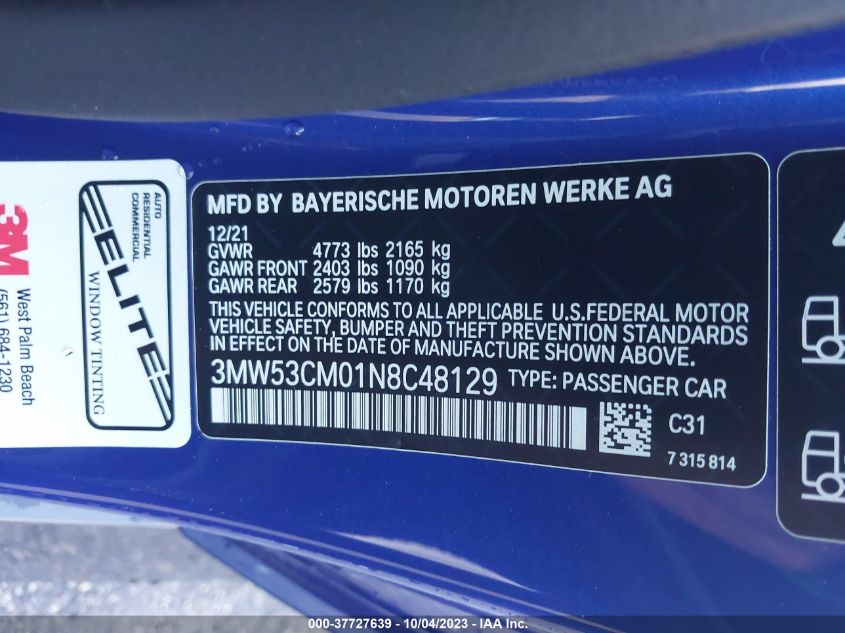 MFD BY BAYERISCHE MOTOREN WERKE AG
12/21
GVWR 4773 lbs 2165 kg
GAWR FRONT 2403 lbs 1090 kg
GAWR REAR 2579 lbs 1170 kg
THIS VEHICLE CONFORMS TO ALL APPLICABLE U.S.FEDERAL MOTOR
VEHICLE SAFETY, BUMPER AND THEFT PREVENTION STANDARDS
IN EFFECT ON THE DATE OF MANUFACTURE SHOWN ABOVE.
3MW53CM01N8C48129 TYPE: PASSENGER CAR
C31
7 315 814
AUTO
RESIDENTIAL
COMMERCIAL
ELITE
WINDOW TINTING
3M
West Palm Beach
(561) 684-1230
000-37727639 - 10/04/2023 - Copyright © IAA, Inc.